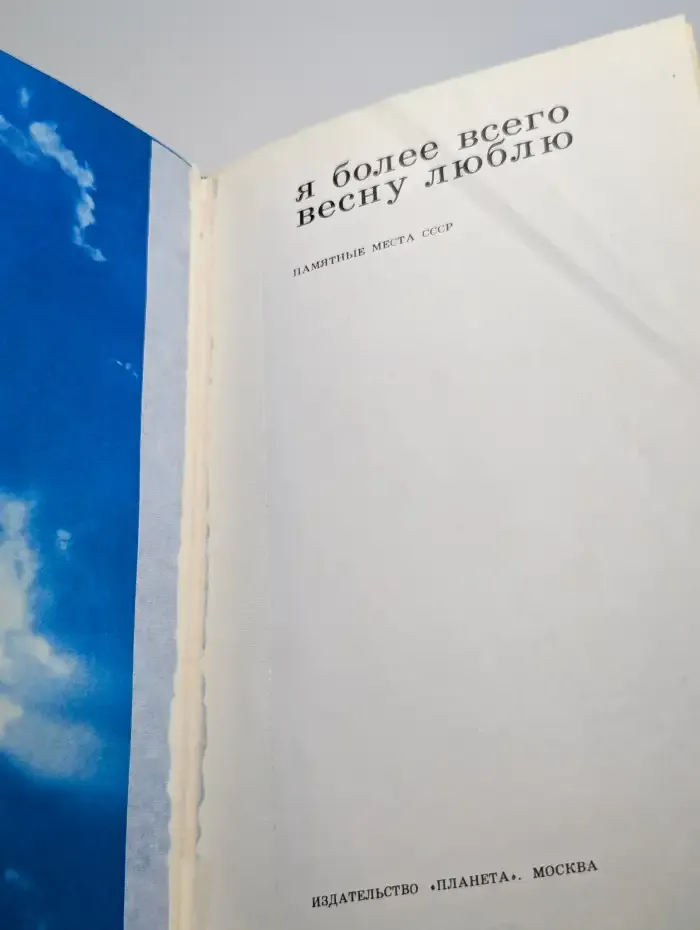 я более всего
весну люблю
ПАМЯТНЫЕ МЕСТА СССР
ИЗДАТЕЛЬСТВО «ПЛАНЕТА». МОСКВА